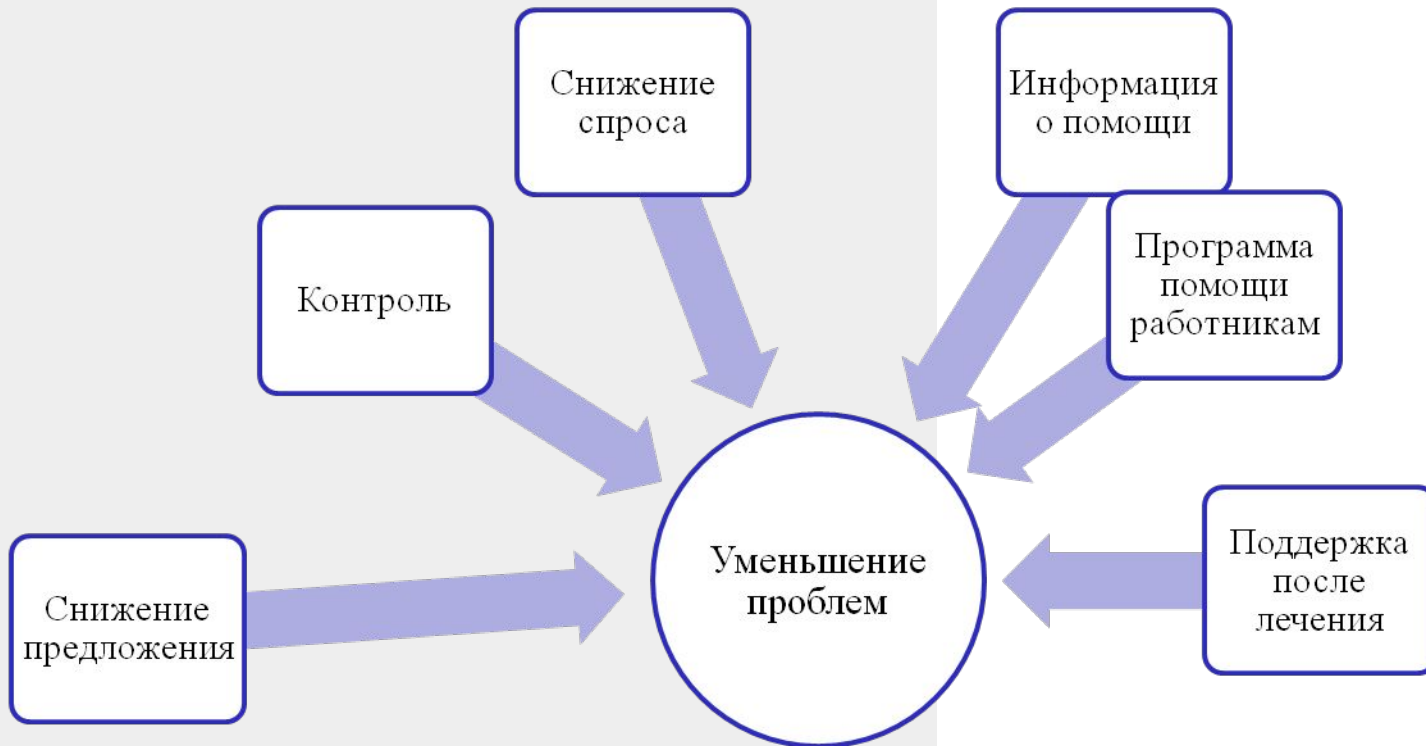 Снижение
спроса
Информация
о помощи
Контроль
Программа
помощи
работникам
Уменьшение
проблем
Снижение
предложения
Поддержка
после
лечения